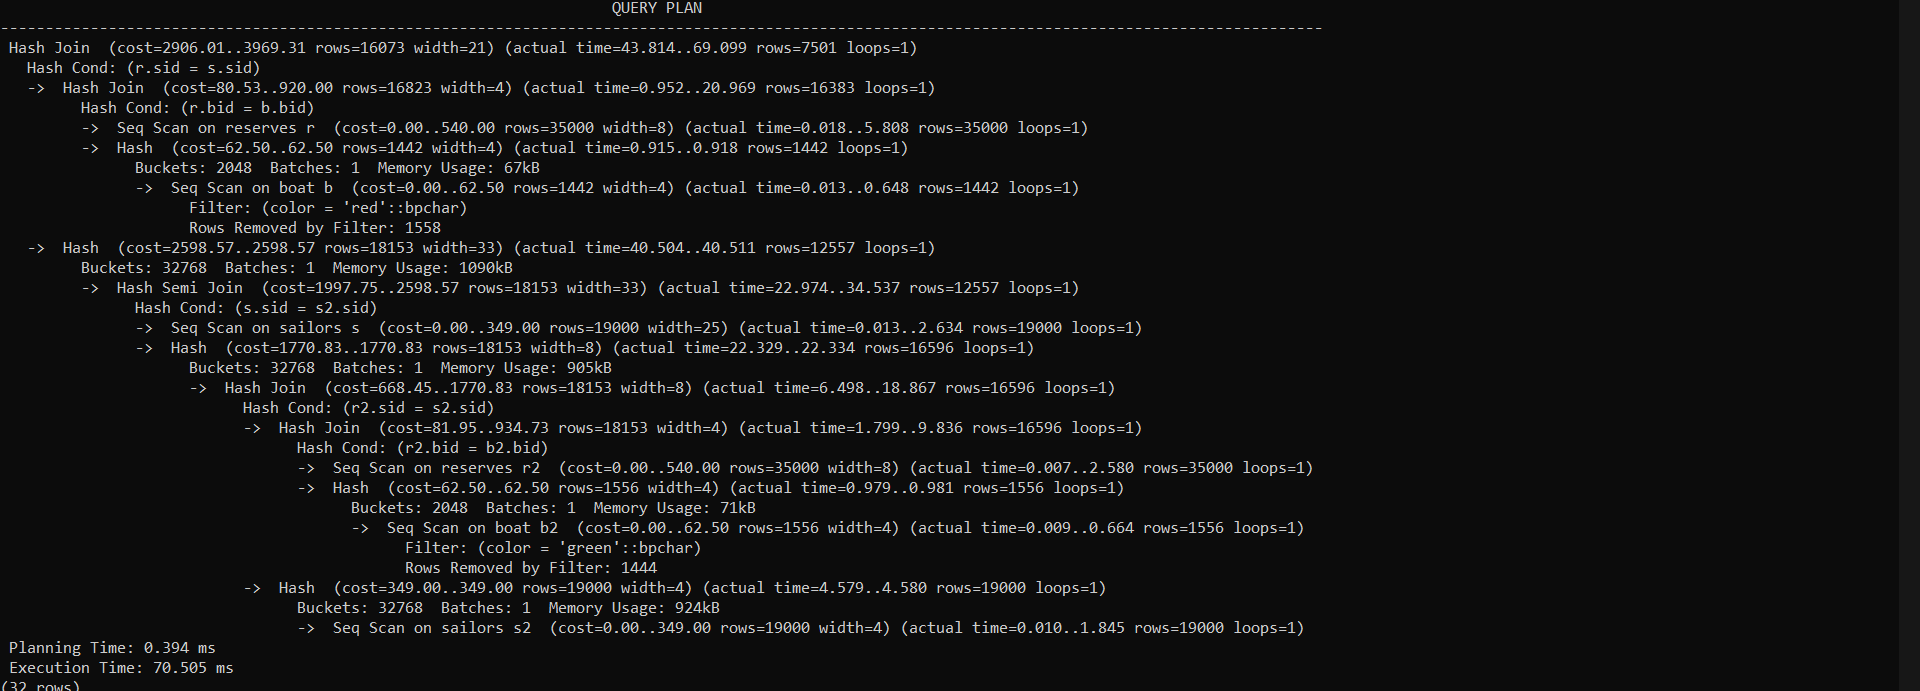 QUERY PLAN
---------------------------------------------------------------------------------------------------------------------------------------------------
Hash Join  (cost=2906.01..3969.31 rows=16073 width=21) (actual time=43.814..69.099 rows=7501 loops=1)
  Hash Cond: (r.sid = s.sid)
  ->  Hash Join  (cost=80.53..920.00 rows=16823 width=4) (actual time=0.952..20.969 rows=16383 loops=1)
        Hash Cond: (r.bid = b.bid)
        ->  Seq Scan on reserves r  (cost=0.00..540.00 rows=35000 width=8) (actual time=0.018..5.808 rows=35000 loops=1)
        ->  Hash  (cost=62.50..62.50 rows=1442 width=4) (actual time=0.915..0.918 rows=1442 loops=1)
              Buckets: 2048  Batches: 1  Memory Usage: 67kB
              ->  Seq Scan on boat b  (cost=0.00..62.50 rows=1442 width=4) (actual time=0.013..0.648 rows=1442 loops=1)
                    Filter: (color = 'red'::bpchar)
                    Rows Removed by Filter: 1558
  ->  Hash  (cost=2598.57..2598.57 rows=18153 width=33) (actual time=40.504..40.511 rows=12557 loops=1)
        Buckets: 32768  Batches: 1  Memory Usage: 1090kB
        ->  Hash Semi Join  (cost=1997.75..2598.57 rows=18153 width=33) (actual time=22.974..34.537 rows=12557 loops=1)
              Hash Cond: (s.sid = s2.sid)
              ->  Seq Scan on sailors s  (cost=0.00..349.00 rows=19000 width=25) (actual time=0.013..2.634 rows=19000 loops=1)
              ->  Hash  (cost=1770.83..1770.83 rows=18153 width=8) (actual time=22.329..22.334 rows=16596 loops=1)
                    Buckets: 32768  Batches: 1  Memory Usage: 905kB
                    ->  Hash Join  (cost=668.45..1770.83 rows=18153 width=8) (actual time=6.498..18.867 rows=16596 loops=1)
                          Hash Cond: (r2.sid = s2.sid)
                          ->  Hash Join  (cost=81.95..934.73 rows=18153 width=4) (actual time=1.799..9.836 rows=16596 loops=1)
                                Hash Cond: (r2.bid = b2.bid)
                                ->  Seq Scan on reserves r2  (cost=0.00..540.00 rows=35000 width=8) (actual time=0.007..2.580 rows=35000 loops=1)
                                ->  Hash  (cost=62.50..62.50 rows=1556 width=4) (actual time=0.979..0.981 rows=1556 loops=1)
                                      Buckets: 2048  Batches: 1  Memory Usage: 71kB
                                      ->  Seq Scan on boat b2  (cost=0.00..62.50 rows=1556 width=4) (actual time=0.009..0.664 rows=1556 loops=1)
                                            Filter: (color = 'green'::bpchar)
                                            Rows Removed by Filter: 1444
                          ->  Hash  (cost=349.00..349.00 rows=19000 width=4) (actual time=4.579..4.580 rows=19000 loops=1)
                                Buckets: 32768  Batches: 1  Memory Usage: 924kB
                                ->  Seq Scan on sailors s2  (cost=0.00..349.00 rows=19000 width=4) (actual time=0.010..1.845 rows=19000 loops=1)
Planning Time: 0.394 ms
Execution Time: 70.505 ms
(32 rows)